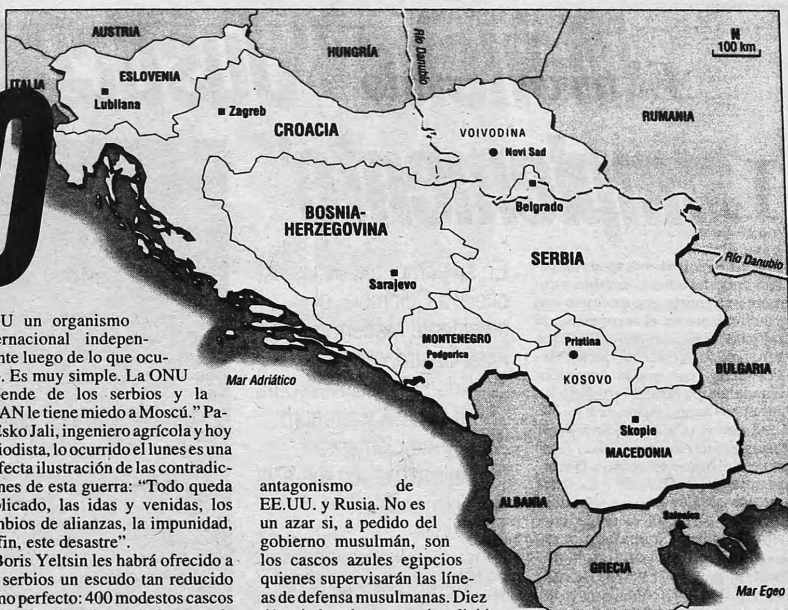 AUSTRIA
HUNGRÍA
Río Danubio
N
100 km
ITALIA
ESLOVENIA
Lubliana
Zagreb
CROACIA
VOIVODINA
Novi Sad
RUMANIA
Belgrado
BOSNIA-
HERZEGOVINA
SERBIA
Río Danubio
Sarajevo
MONTENEGRO
Podgorica
Pristina
KOSOVO
BULGARIA
Mar Adriático
Skopie
MACEDONIA
ALBANIA
Salónica
GRECIA
Mar Egeo
O
U un organismo
ernacional indepen-
nte luego de lo que ocu-
. Es muy simple. La ONU
ende de los serbios y la
AN le tiene miedo a Moscú.” Pa-
Esko Jali, ingeniero agrícola y hoy
iodista, lo ocurrido el lunes es una
fecta ilustración de las contradic-
nes de esta guerra: “Todo queda
plicado, las idas y venidas, los
mbios de alianzas, la impunidad,
fin, este desastre”.
Boris Yeltsin les habrá ofrecido a
serbios un escudo tan reducido
mo perfecto: 400 modestos cascos
antagonismo de
EE.UU. y Rusia. No es
un azar si, a pedido del
gobierno musulmán, son
los cascos azules egipcios
quienes supervisarán las líne-
as de defensa musulmanas. Diez